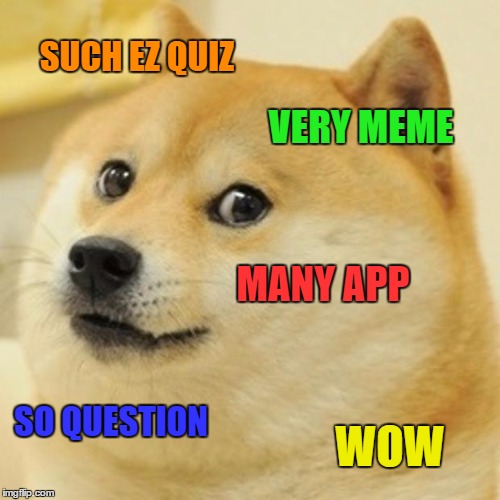 SUCH EZ QUIZ
VERY MEME
MANY APP
SO QUESTION
WOW
imgflip.com